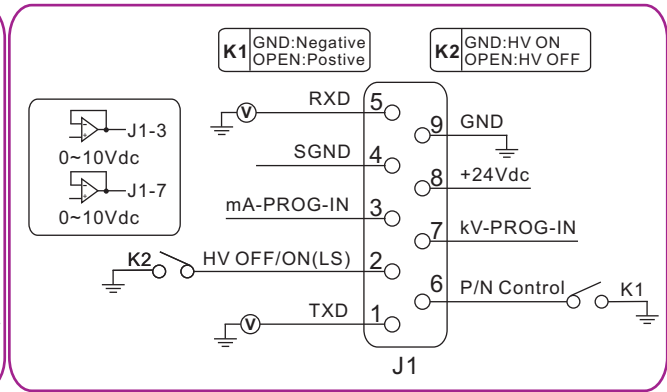 K1 GND:Negative
OPEN:Postive
K2 GND:HV ON
OPEN:HV OFF
J1-3
0~10Vdc
J1-7
0~10Vdc
RXD 5
V
9 GND
SGND 4
8 +24Vdc
mA-PROG-IN 3
7 kV-PROG-IN
K2 HV OFF/ON(LS) 2
6 P/N Control K1
TXD 1
V
J1